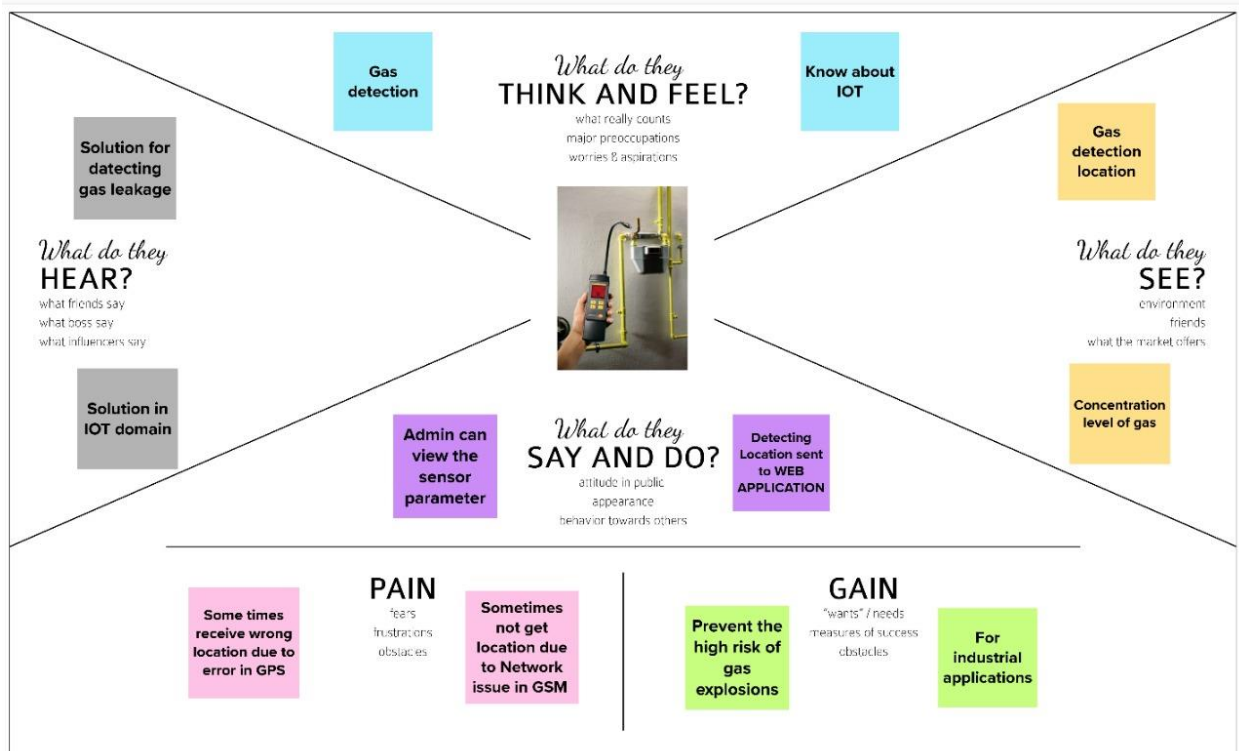 Gas
detection
What do they
THINK AND FEEL?
what really counts
major preoccupations
worries & aspirations
Know about
IOT
Solution for
datecting
gas leakage
What do they
HEAR?
what friends say
what boss say
what influencers say
Solution in
IOT domain
Gas
detection
location
What do they
SEE?
environment
friends
what the market offers
Concentration
level of gas
Admin can
view the
sensor
parameter
What do they
SAY AND DO?
attitude in public
appearance
behavior towards others
Detecting
Location sent
to WEB
APPLICATION
PAIN
fears
frustrations
obstacles
Some times
receive wrong
location due to
error in GPS
Sometimes
not get
location due
to Network
issue in GSM
GAIN
"wants" / needs
measures of success
obstacles
Prevent the
high risk of
gas
explosions
For
industrial
applications